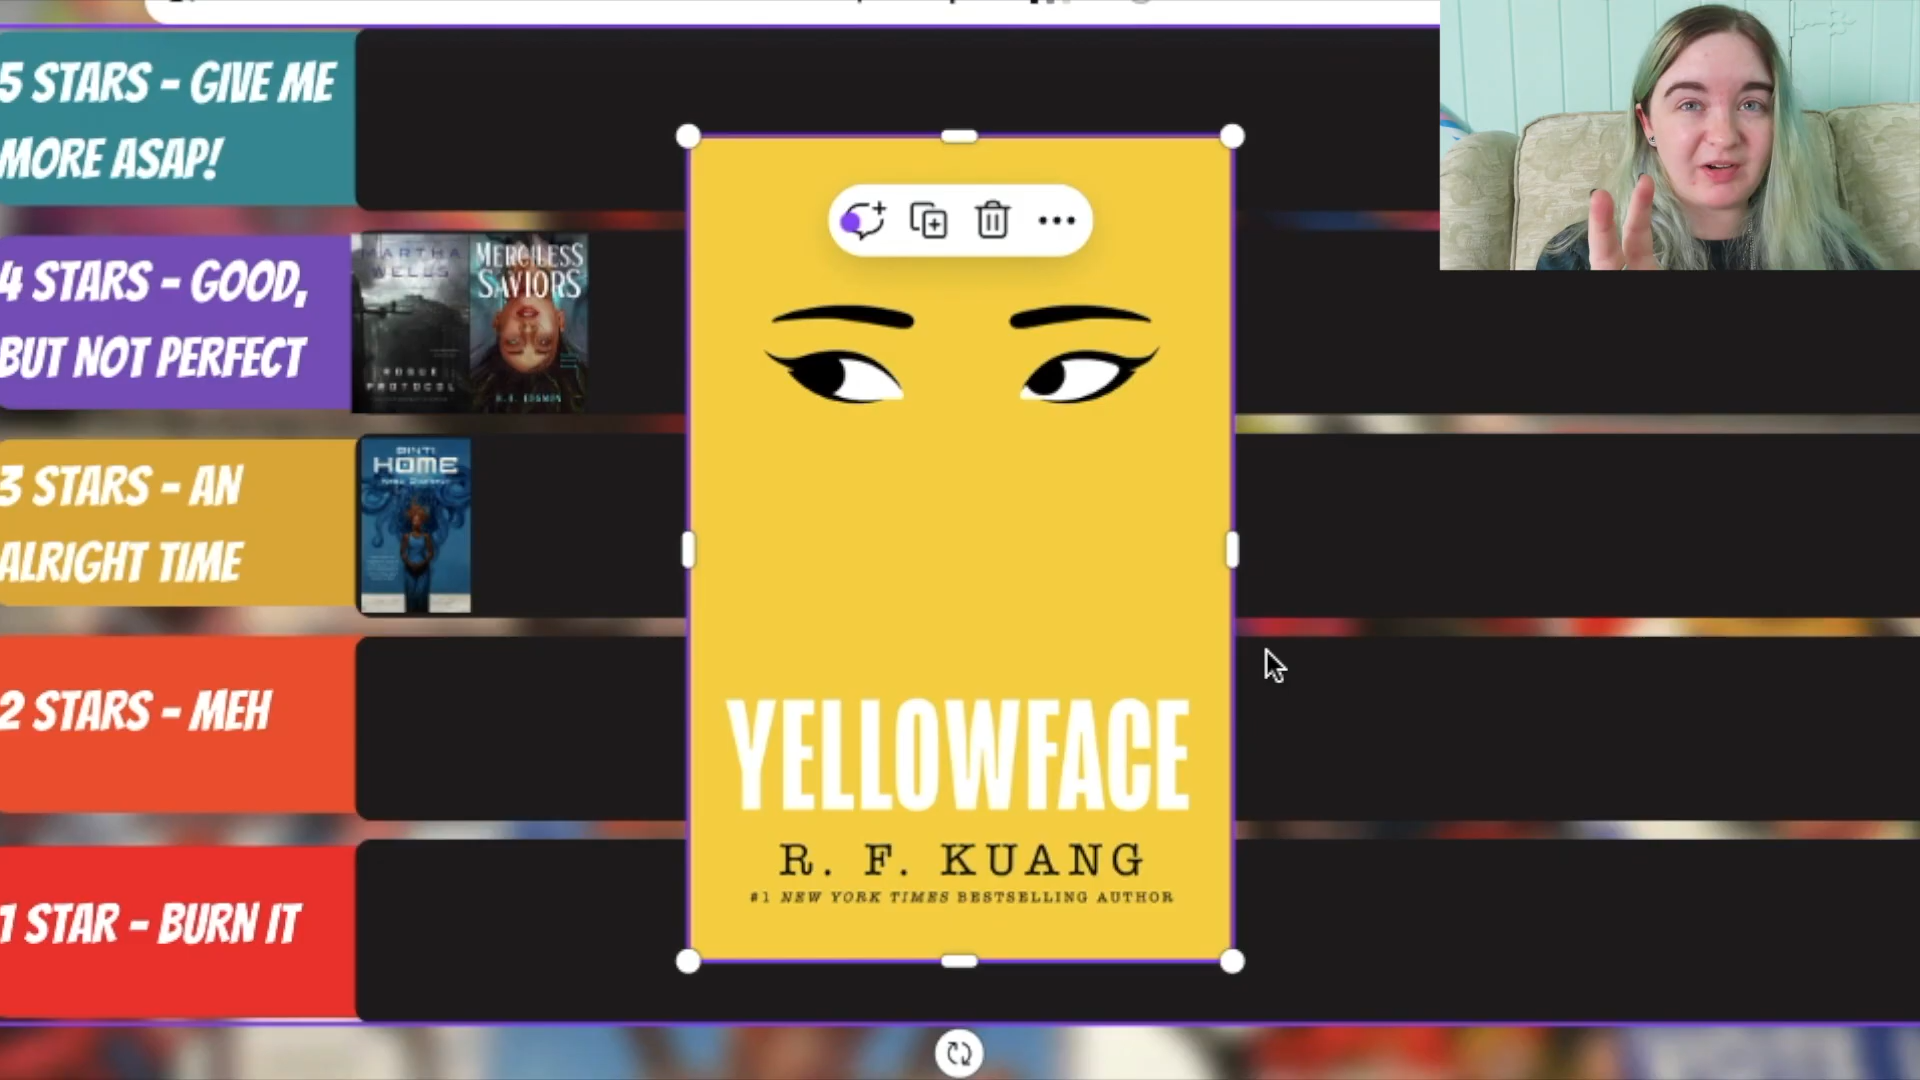 5 STARS - GIVE ME
MORE ASAP!
4 STARS - GOOD,
BUT NOT PERFECT
MARTHA
WELLS
ROGUE
PROTOCOL
MERCILESS
SAVIORS
3 STARS - AN
ALRIGHT TIME
BINTI
HOME
2 STARS - MEH
1 STAR - BURN IT
YELLOWFACE
R. F. KUANG
#1 NEW YORK TIMES BESTSELLING AUTHOR